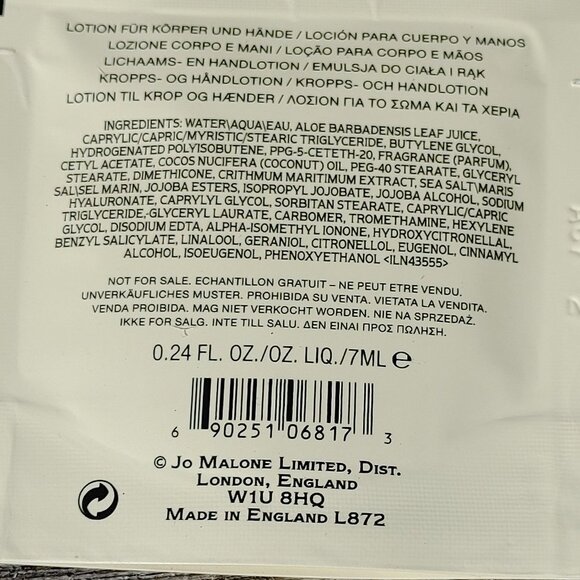 LOTION FÜR KÖRPER UND HÄNDE / LOCIÓN PARA CUERPO Y MANOS
LOZIONE CORPO E MANI / LOÇÃO PARA CORPO E MÃOS
LICHAAMS- EN HANDLOTION / EMULSJA DO CIAŁA I RĄK
KROPPS- OG HÅNDLOTION / KROPPS- OCH HANDLOTION
LOTION TIL KROP OG HÆNDER / ΛΟΣΙΟΝ ΓΙΑ ΤΟ ΣΩΜΑ ΚΑΙ ΤΑ ΧΕΡΙΑ
INGREDIENTS: WATER\AQUA\EAU, ALOE BARBADENSIS LEAF JUICE,
CAPRYLIC/CAPRIC/MYRISTIC/STEARIC TRIGLYCERIDE, BUTYLENE GLYCOL,
HYDROGENATED POLYISOBUTENE, PPG-5-CETETH-20, FRAGRANCE (PARFUM),
CETYL ACETATE, COCOS NUCIFERA (COCONUT) OIL, PEG-40 STEARATE, GLYCERYL
STEARATE, DIMETHICONE, CRITHMUM MARITIMUM EXTRACT, SEA SALT\MARIS
SAL\SEL MARIN, JOJOBA ESTERS, ISOPROPYL JOJOBATE, JOJOBA ALCOHOL, SODIUM
HYALURONATE, CAPRYLYL GLYCOL, SORBITAN STEARATE, CAPRYLIC/CAPRIC
TRIGLYCERIDE,-GLYCERYL LAURATE, CARBOMER, TROMETHAMINE, HEXYLENE
GLYCOL, DISODIUM EDTA, ALPHA-ISOMETHYL IONONE, HYDROXYCITRONELLAL,
BENZYL SALICYLATE, LINALOOL, GERANIOL, CITRONELLOL, EUGENOL, CINNAMYL
ALCOHOL, ISOEUGENOL, PHENOXYETHANOL <ILN43555>
NOT FOR SALE. ECHANTILLON GRATUIT – NE PEUT ETRE VENDU.
UNVERKÄUFLICHES MUSTER. PROHIBIDA SU VENTA. VIETATA LA VENDITA.
VENDA PROIBIDA. MAG NIET VERKOCHT WORDEN. NIE NA SPRZEDAŻ.
IKKE FOR SALG. INTE TILL SALU. ΔΕΝ ΕΙΝΑΙ ΠΡΟΣ ΠΩΛΗΣΗ.
0.24 FL. OZ./OZ. LIQ./7ML ℮
6 90251 06817 3
© JO MALONE LIMITED, DIST.
LONDON, ENGLAND
W1U 8HQ
MADE IN ENGLAND L872